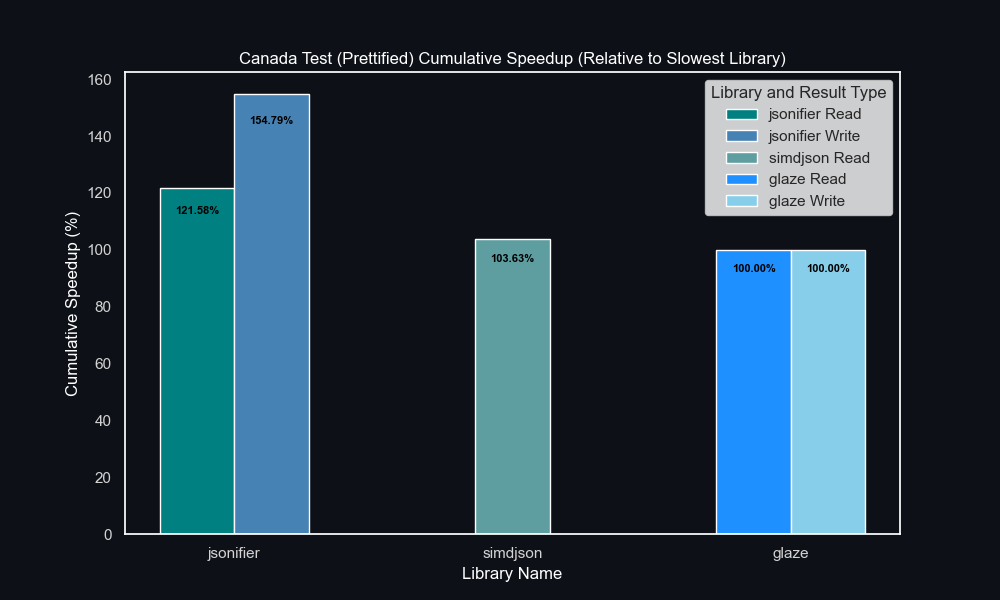 Canada Test (Prettified) Cumulative Speedup (Relative to Slowest Library)
160
140
120
100
80
60
40
20
0
Cumulative Speedup (%)
121.58%
154.79%
103.63%
100.00%
100.00%
Library and Result Type
jsonifier Read
jsonifier Write
simdjson Read
glaze Read
glaze Write
jsonifier
simdjson
glaze
Library Name